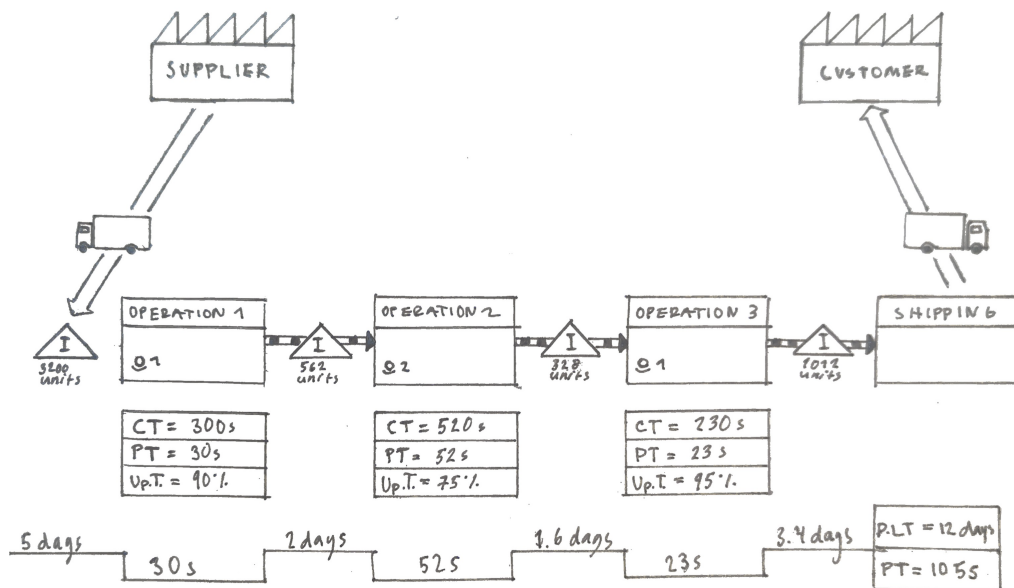 SUPPLIER
CUSTOMER
OPERATION 1
OPERATION 2
OPERATION 3
SHIPPING
I
I
I
I
1
2
1
3200 units
562 units
328 units
1012 units
CT = 300s
PT = 30s
Up.T. = 90%
CT = 520s
PT = 52s
Up.T. = 75%
CT = 230s
PT = 23s
Up.T. = 95%
5 days
30s
2 days
52s
1.6 days
23s
3.4 days
P.LT = 12 days
PT = 105s